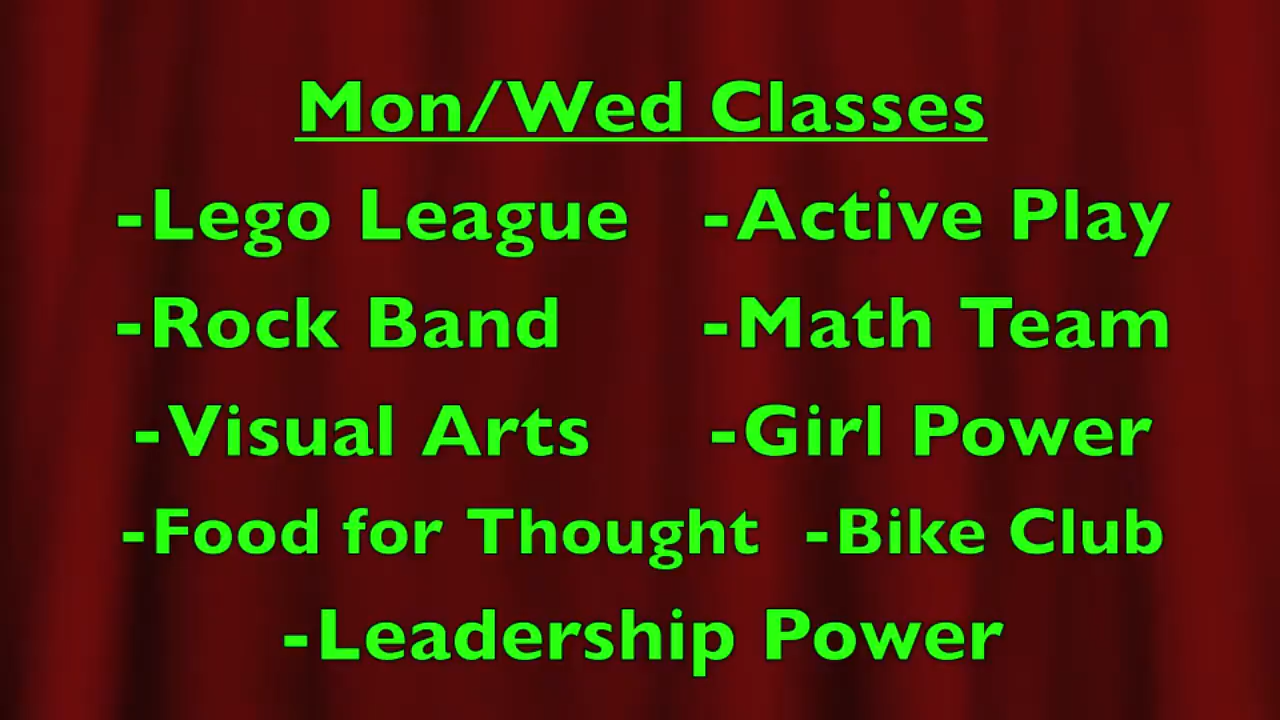 Mon/Wed Classes
-Lego League -Active Play
-Rock Band -Math Team
-Visual Arts -Girl Power
-Food for Thought -Bike Club
-Leadership Power